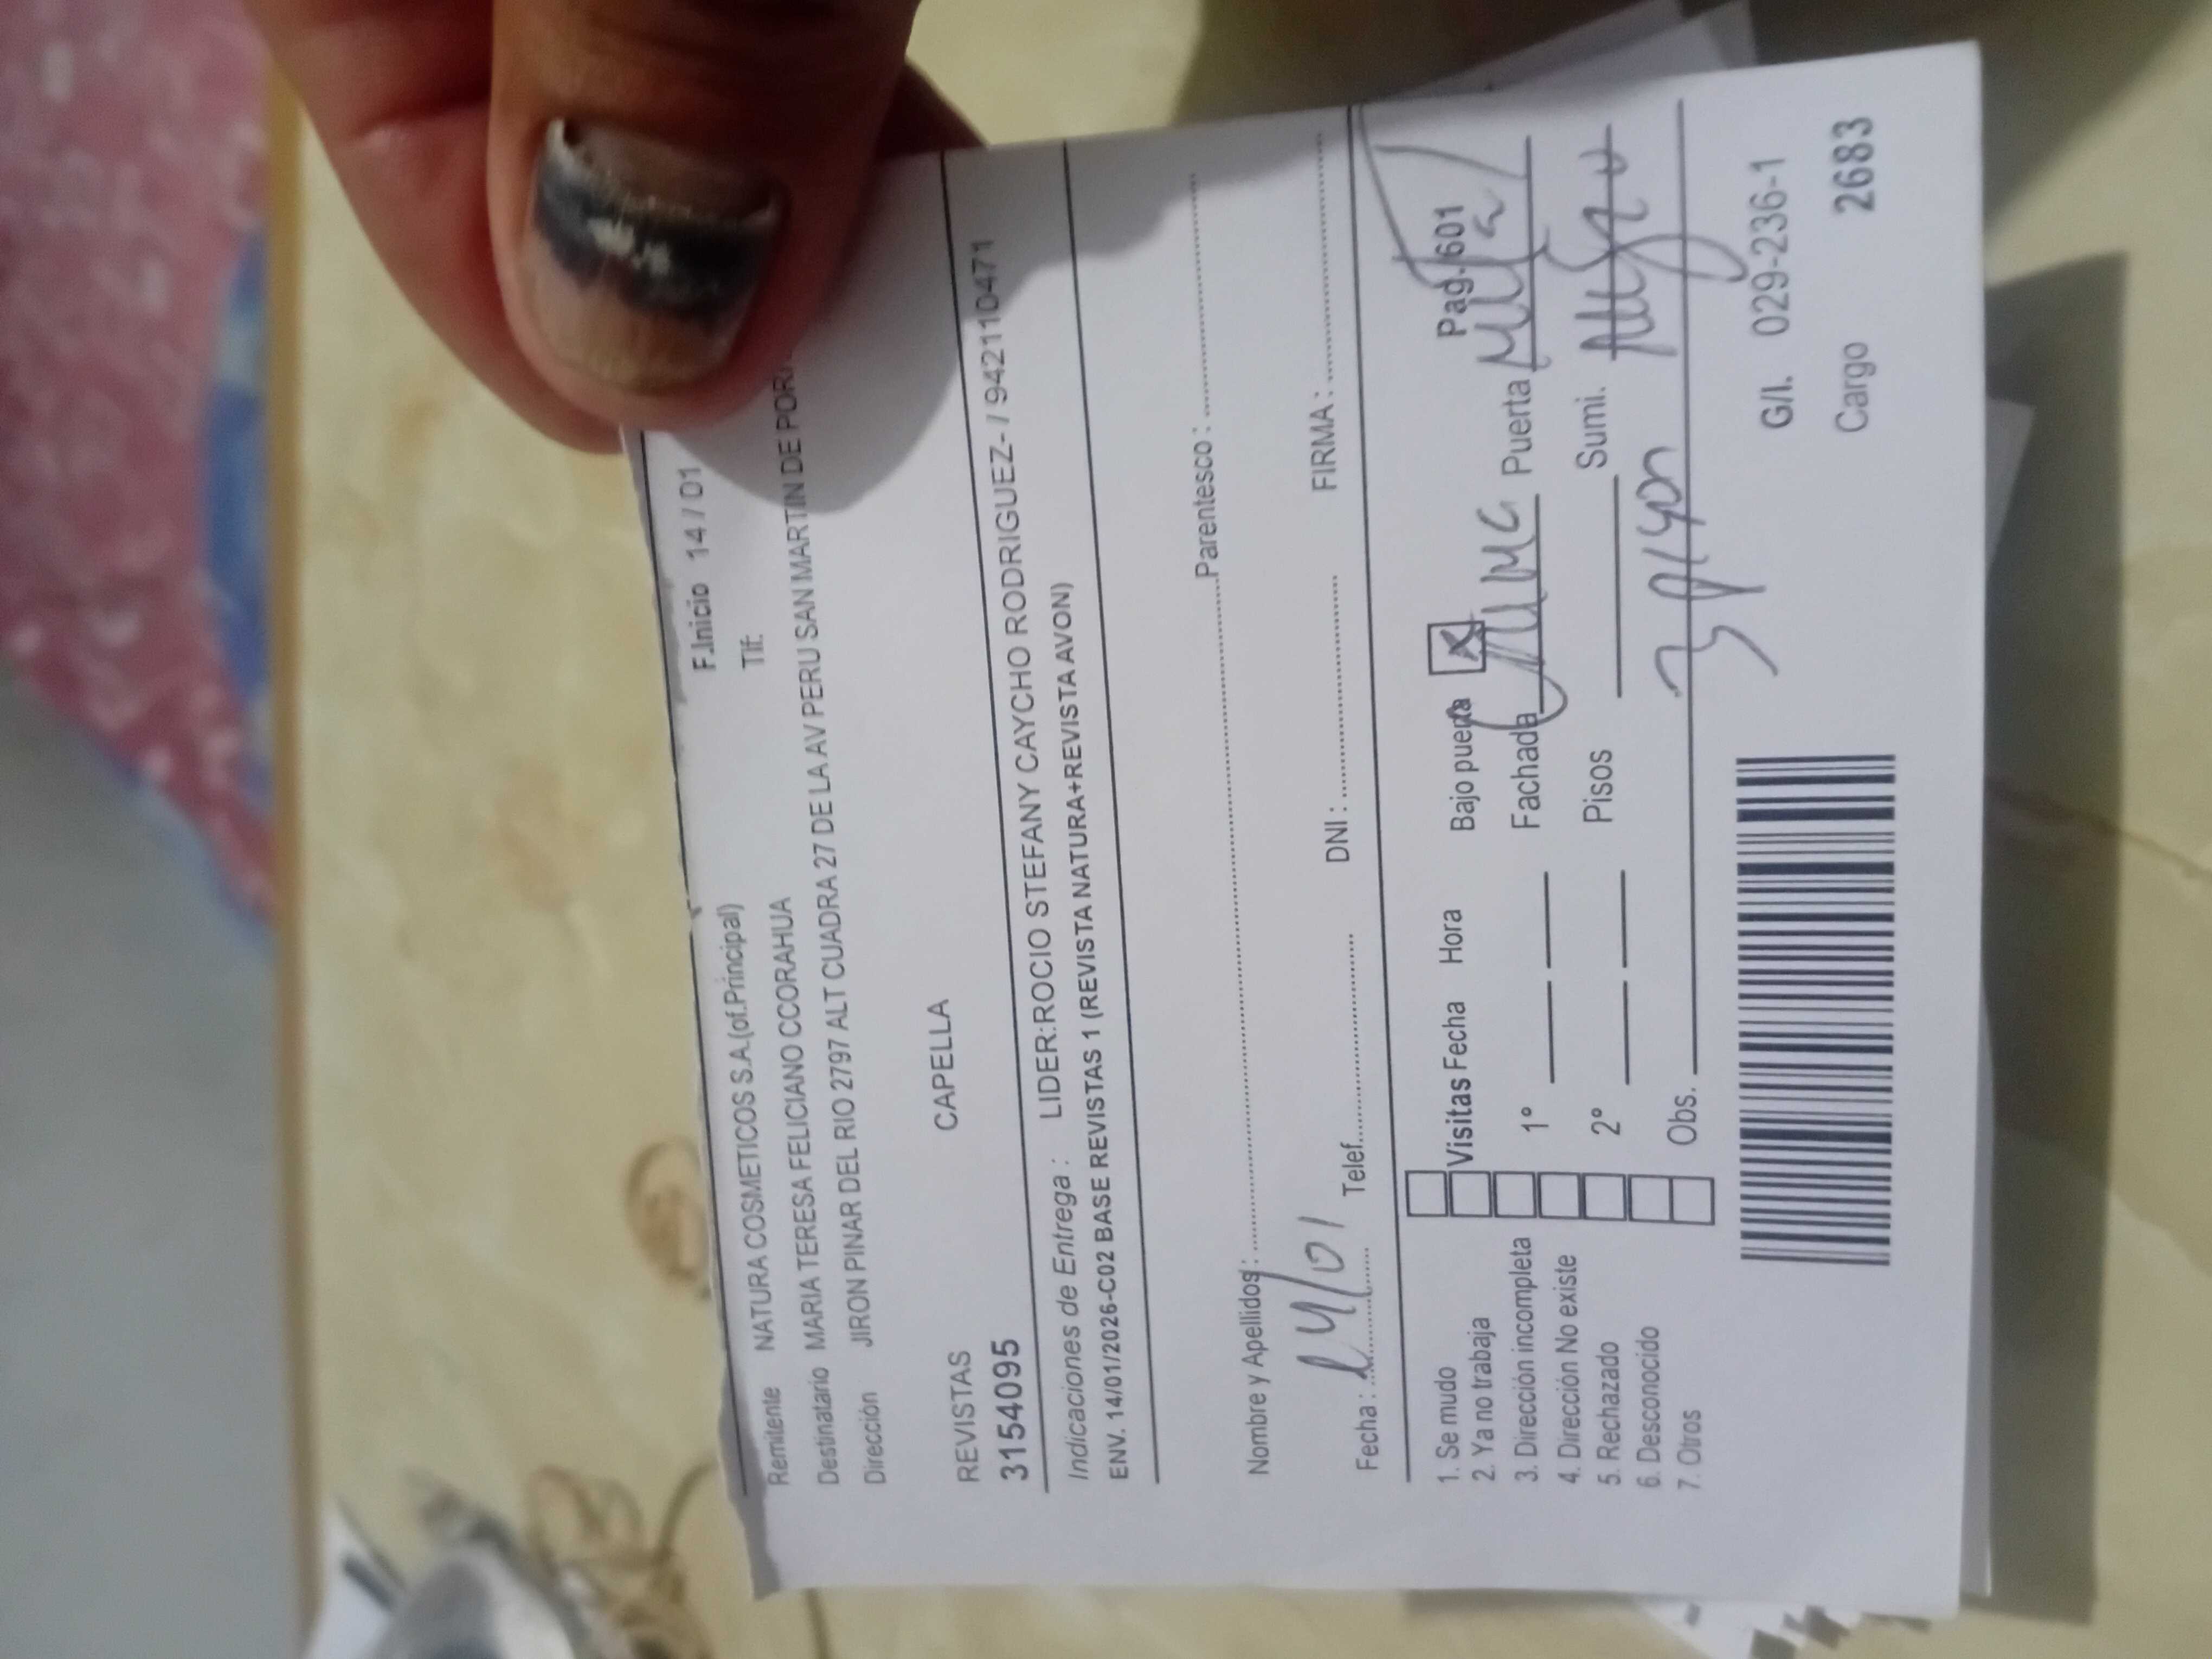 F.Inicio 14 / 01
Remitente NATURA COSMETICOS S.A.(of.Principal) Tlf.
Destinatario MARIA TERESA FELICIANO CCORAHUA
Dirección JIRON PINAR DEL RIO 2797 ALT CUADRA 27 DE LA AV PERU SAN MARTIN DE
CAPELLA
REVISTAS
3154095 LIDER:ROCIO STEFANY CAYCHO RODRIGUEZ- / 942110471
Indicaciones de Entrega :
ENV. 14/01/2026-C02 BASE REVISTAS 1 (REVISTA NATURA+REVISTA AVON)
Nombre y Apellidos : Parentesco :
Fecha : 14/01 Telef. DNI : FIRMA :
1. Se mudo
2. Ya no trabaja Visitas Fecha Hora Bajo puerta X Pag. 601
3. Dirección incompleta 1º Fachada Puerta
4. Dirección No existe
5. Rechazado 2º Pisos Sumi.
6. Desconocido
7. Otros Obs.
G/I. 029-236-1
Cargo 2683